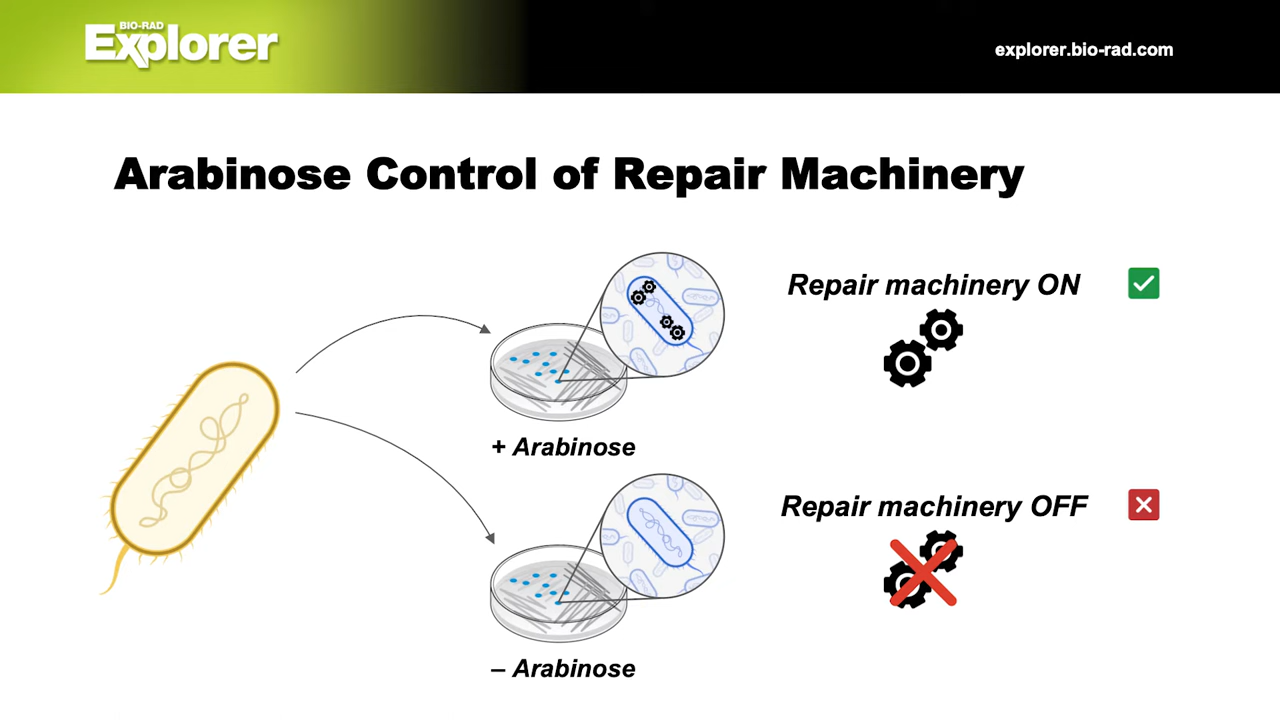 BIO-RAD
Explorer
explorer.bio-rad.com
Arabinose Control of Repair Machinery
Repair machinery ON
+ Arabinose
Repair machinery OFF
– Arabinose